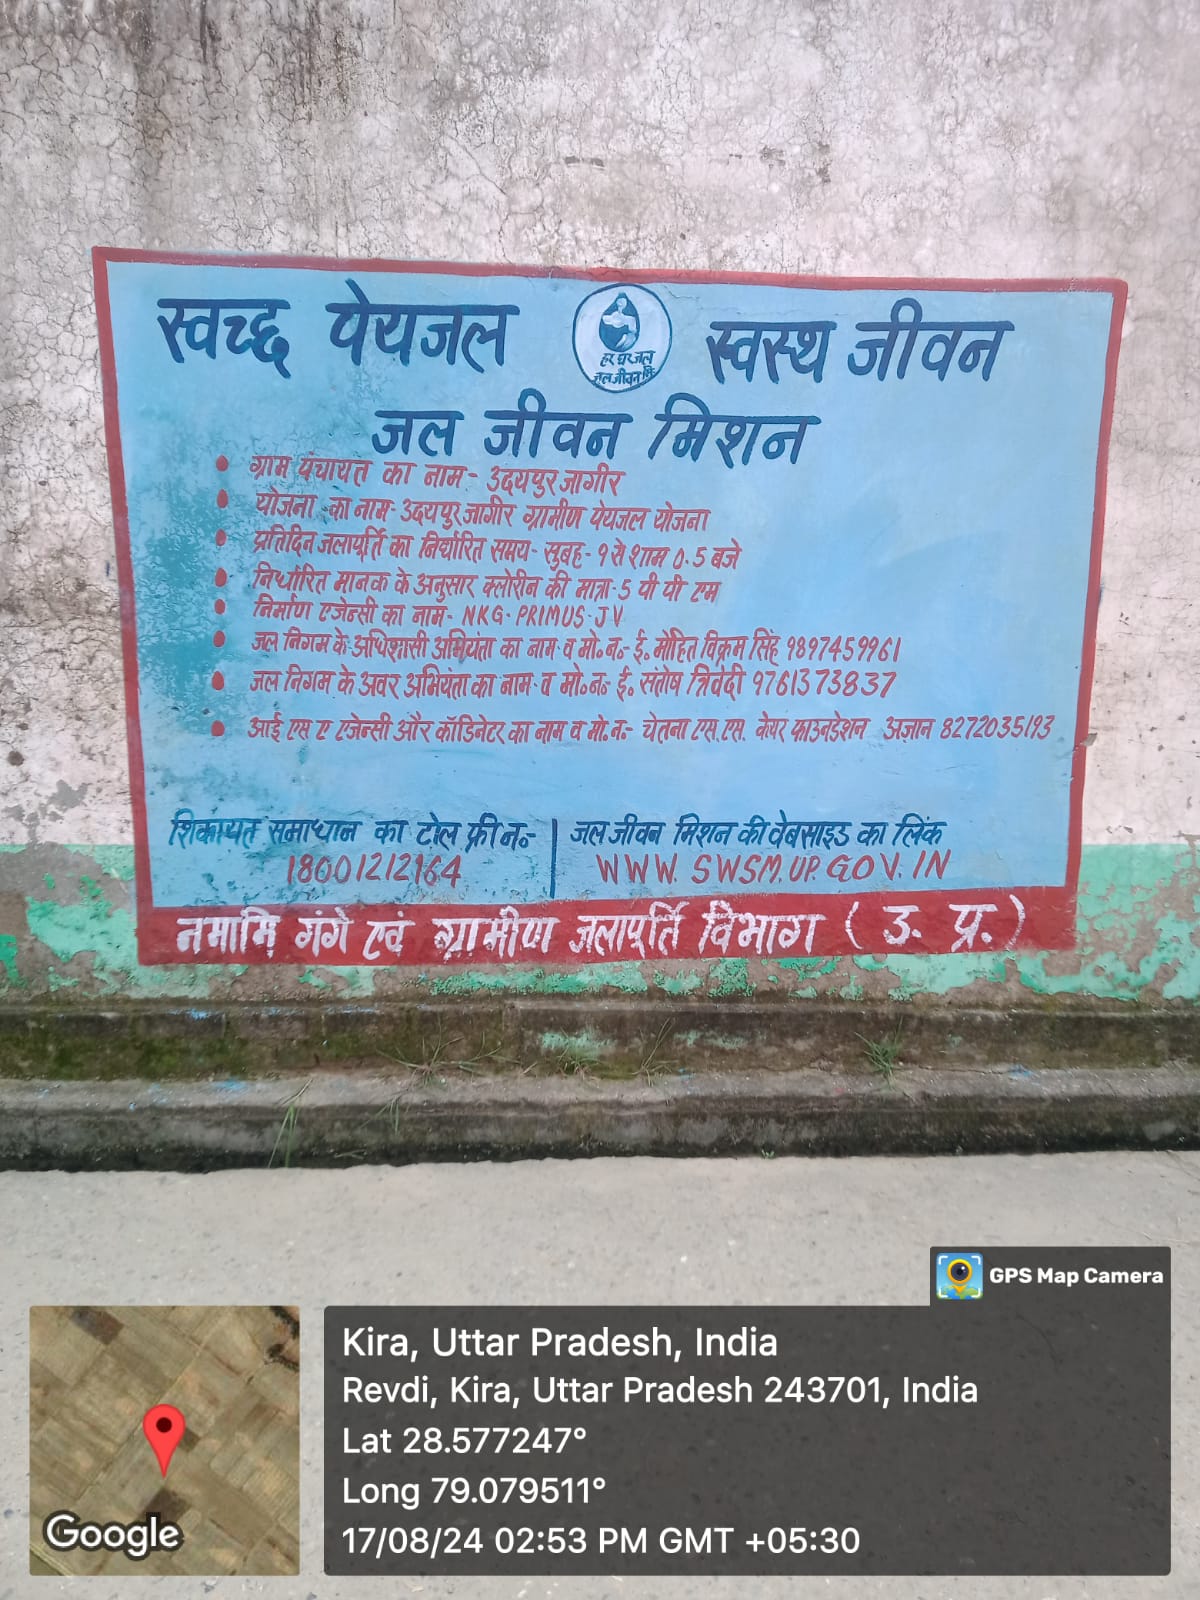 स्वच्छ पेयजल स्वस्थ जीवन
हर घर जल
जल जीवन मि
जल जीवन मिशन
• ग्राम पंचायत का नाम- उदयपुर जागीर
• योजना का नाम- उदयपुर जागीर ग्रामीण पेयजल योजना
• प्रतिदिन जलापूर्ति का निर्धारित समय- सुबह- ९ से शाम 0.5 बजे
• निर्धारित मानक के अनुसार क्लोरीन की मात्रा-5 पी पी एम
• निर्माण एजेन्सी का नाम- NKG-PRIMUS-JV
• जल निगम के अधिशासी अभियंता का नाम व मो०न०- ई० मोहित विक्रम सिंह 9897459961
• जल निगम के अवर अभियंता का नाम व मो०न० ई० संतोष त्रिवेदी 9761373837
• आई एस ए एजेन्सी और कॉडिनेटर का नाम व मो.न०- चेतना एस.एस. केयर फाउनडेशन अज़ान 8272035193
शिकायत समाधान का टोल फ्री न०- | जल जीवन मिशन की वेबसाइड का लिंक
18001212164 WWW.SWSM.UP.GOV.IN
नमामि गंगे एवं ग्रामीण जलापूर्ति विभाग (उ. प्र.)
GPS Map Camera
Kira, Uttar Pradesh, India
Revdi, Kira, Uttar Pradesh 243701, India
Lat 28.577247°
Long 79.079511°
17/08/24 02:53 PM GMT +05:30
Google